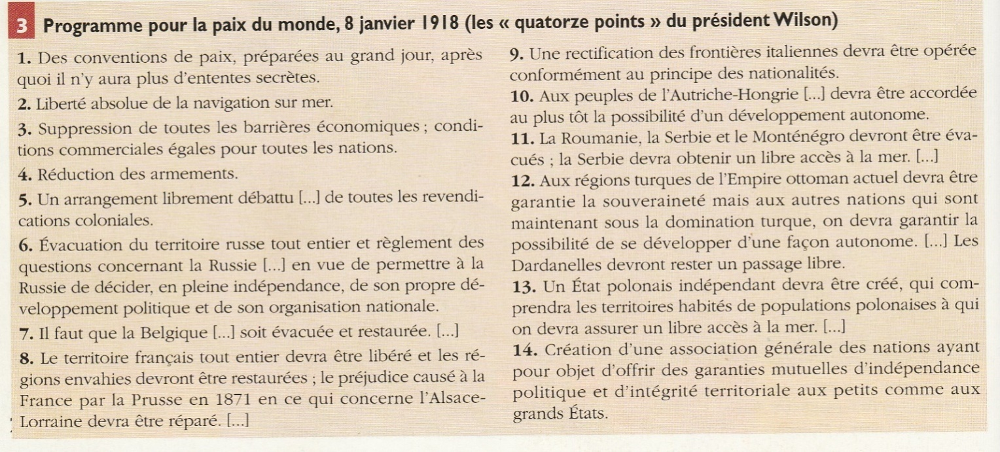 3 Programme pour la paix du monde, 8 janvier 1918 (les « quatorze points » du président Wilson)
1. Des conventions de paix, préparées au grand jour, après
quoi il n'y aura plus d'ententes secrètes.
2. Liberté absolue de la navigation sur mer.
3. Suppression de toutes les barrières économiques ; condi-
tions commerciales égales pour toutes les nations.
4. Réduction des armements.
5. Un arrangement librement débattu [...] de toutes les revendi-
cations coloniales.
6. Évacuation du territoire russe tout entier et règlement des
questions concernant la Russie [...] en vue de permettre à la
Russie de décider, en pleine indépendance, de son propre dé-
veloppement politique et de son organisation nationale.
7. Il faut que la Belgique [...] soit évacuée et restaurée. [...]
8. Le territoire français tout entier devra être libéré et les ré-
gions envahies devront être restaurées ; le préjudice causé à la
France par la Prusse en 1871 en ce qui concerne l'Alsace-
Lorraine devra être réparé. [...]
9. Une rectification des frontières italiennes devra être opérée
conformément au principe des nationalités.
10. Aux peuples de l'Autriche-Hongrie [...] devra être accordée
au plus tôt la possibilité d'un développement autonome.
11. La Roumanie, la Serbie et le Monténégro devront être éva-
cués ; la Serbie devra obtenir un libre accès à la mer. [...]
12. Aux régions turques de l'Empire ottoman actuel devra être
garantie la souveraineté mais aux autres nations qui sont
maintenant sous la domination turque, on devra garantir la
possibilité de se développer d'une façon autonome. [...] Les
Dardanelles devront rester un passage libre.
13. Un État polonais indépendant devra être créé, qui com-
prendra les territoires habités de populations polonaises à qui
on devra assurer un libre accès à la mer. [...]
14. Création d'une association générale des nations ayant
pour objet d'offrir des garanties mutuelles d'indépendance
politique et d'intégrité territoriale aux petits comme aux
grands États.